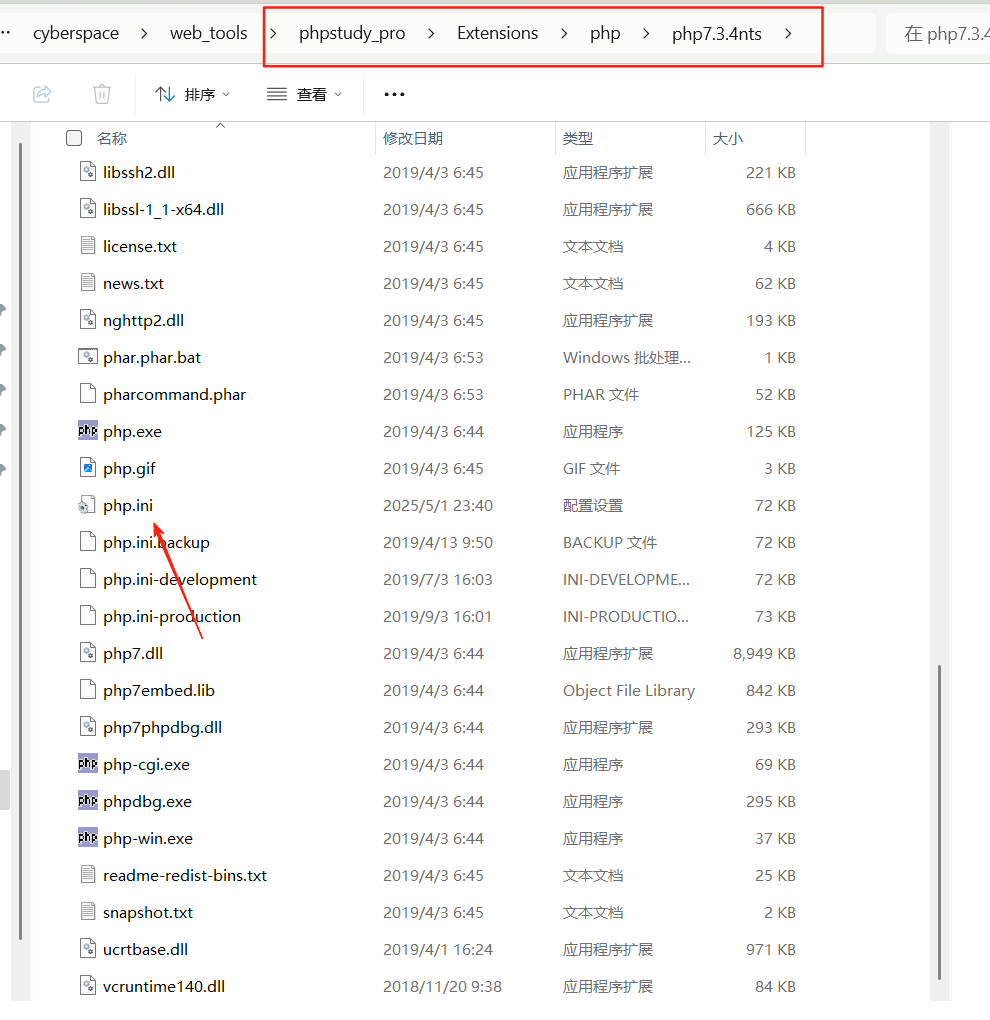 cyberspace > web_tools > phpstudy_pro > Extensions > php > php7.3.4nts > 在 php7.3.4
排序 查看 ...
名称 修改日期 类型 大小
libssh2.dll 2019/4/3 6:45 应用程序扩展 221 KB
libssl-1_1-x64.dll 2019/4/3 6:45 应用程序扩展 666 KB
license.txt 2019/4/3 6:45 文本文档 4 KB
news.txt 2019/4/3 6:45 文本文档 62 KB
nghttp2.dll 2019/4/3 6:45 应用程序扩展 193 KB
phar.phar.bat 2019/4/3 6:53 Windows 批处理... 1 KB
pharcommand.phar 2019/4/3 6:53 PHAR 文件 52 KB
php php.exe 2019/4/3 6:44 应用程序 125 KB
php.gif 2019/4/3 6:45 GIF 文件 3 KB
php.ini 2025/5/1 23:40 配置设置 72 KB
php.ini.backup 2019/4/13 9:50 BACKUP 文件 72 KB
php.ini-development 2019/7/3 16:03 INI-DEVELOPME... 72 KB
php.ini-production 2019/9/3 16:01 INI-PRODUCTIO... 73 KB
php7.dll 2019/4/3 6:44 应用程序扩展 8,949 KB
php7embed.lib 2019/4/3 6:44 Object File Library 842 KB
php7phpdbg.dll 2019/4/3 6:44 应用程序扩展 293 KB
php php-cgi.exe 2019/4/3 6:44 应用程序 69 KB
php phpdbg.exe 2019/4/3 6:44 应用程序 295 KB
php php-win.exe 2019/4/3 6:44 应用程序 37 KB
readme-redist-bins.txt 2019/4/3 6:45 文本文档 25 KB
snapshot.txt 2019/4/3 6:45 文本文档 2 KB
ucrtbase.dll 2019/4/1 16:24 应用程序扩展 971 KB
vcruntime140.dll 2018/11/20 9:38 应用程序扩展 84 KB